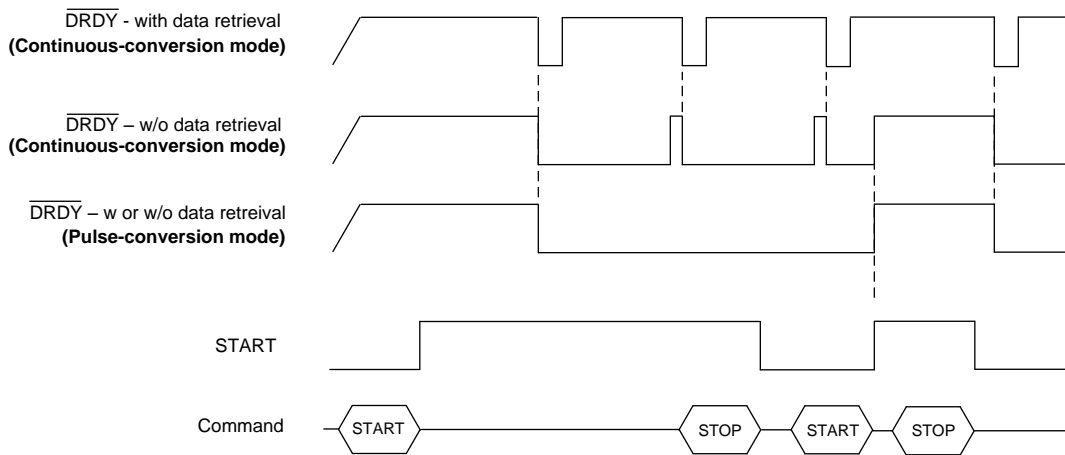 DRDY - with data retrieval
(Continuous-conversion mode)
DRDY – w/o data retrieval
(Continuous-conversion mode)
DRDY – w or w/o data retreival
(Pulse-conversion mode)
START
Command
START
STOP
START
STOP